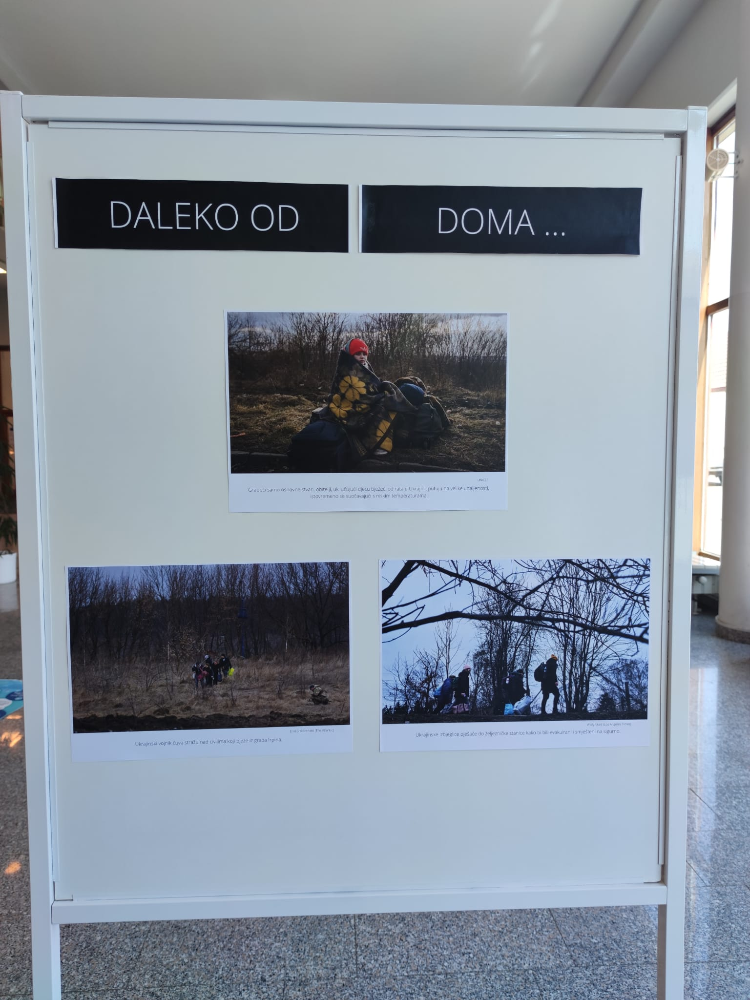 DALEKO OD DOMA ...
UNICEF
Grabeći samo osnovne stvari, obitelji, uključujući djecu bježeći od rata u Ukrajini, putuju na velike udaljenosti,
istovremeno se suočavajući s niskim temperaturama.
Emilio Morenatti (The Atlantic)
Ukrajinski vojnik čuva stražu nad civilima koji bježe iz grada Irpina.
Wally Skalij (Los Angeles Times)
Ukrajinske izbjeglice pješače do željezničke stanice kako bi bili evakuirani i smješteni na sigurno.